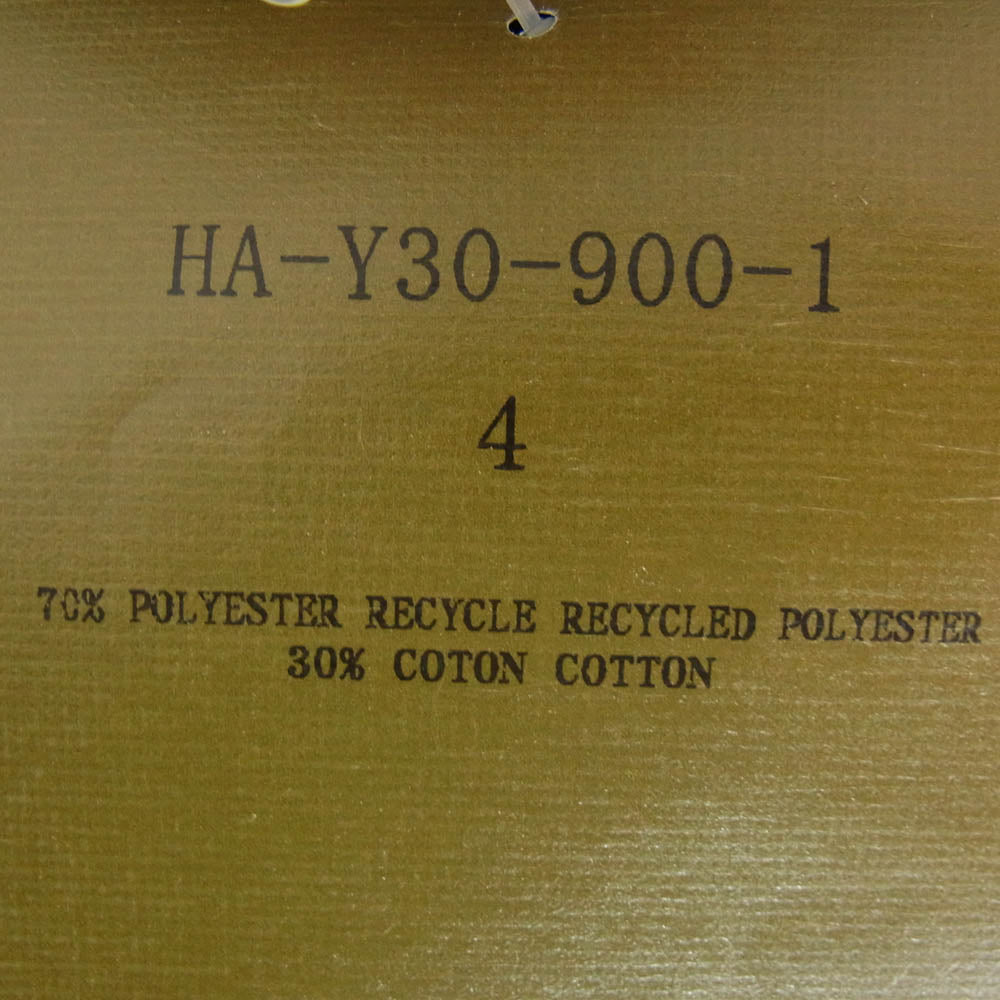 HA-Y30-900-1
4
70% POLYESTER RECYCLE RECYCLED POLYESTER
30% COTON COTTON